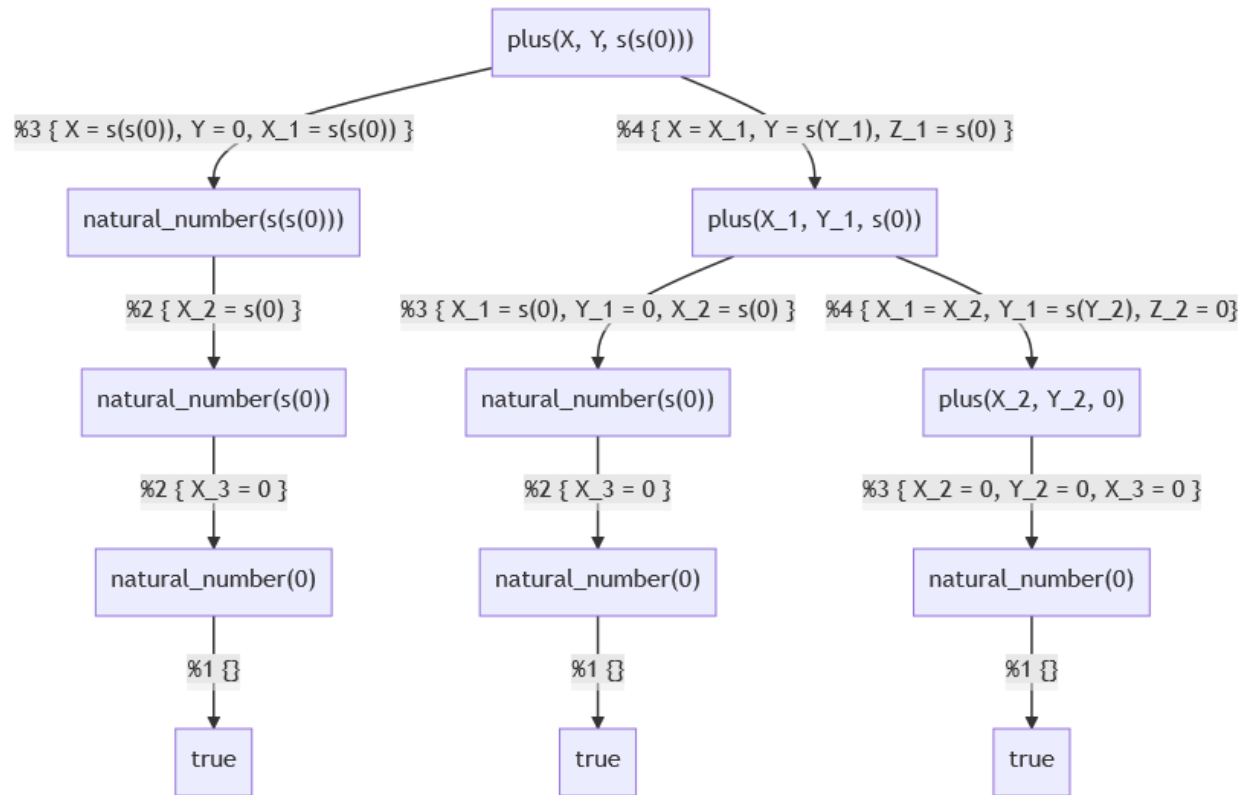 plus(X, Y, s(s(0)))
%3 { X = s(s(0)), Y = 0, X_1 = s(s(0)) }
%4 { X = X_1, Y = s(Y_1), Z_1 = s(0) }
natural_number(s(s(0)))
plus(X_1, Y_1, s(0))
%2 { X_2 = s(0) }
%3 { X_1 = s(0), Y_1 = 0, X_2 = s(0) }
%4 { X_1 = X_2, Y_1 = s(Y_2), Z_2 = 0}
natural_number(s(0))
natural_number(s(0))
plus(X_2, Y_2, 0)
%2 { X_3 = 0 }
%2 { X_3 = 0 }
%3 { X_2 = 0, Y_2 = 0, X_3 = 0 }
natural_number(0)
natural_number(0)
natural_number(0)
%1 {}
%1 {}
%1 {}
true
true
true